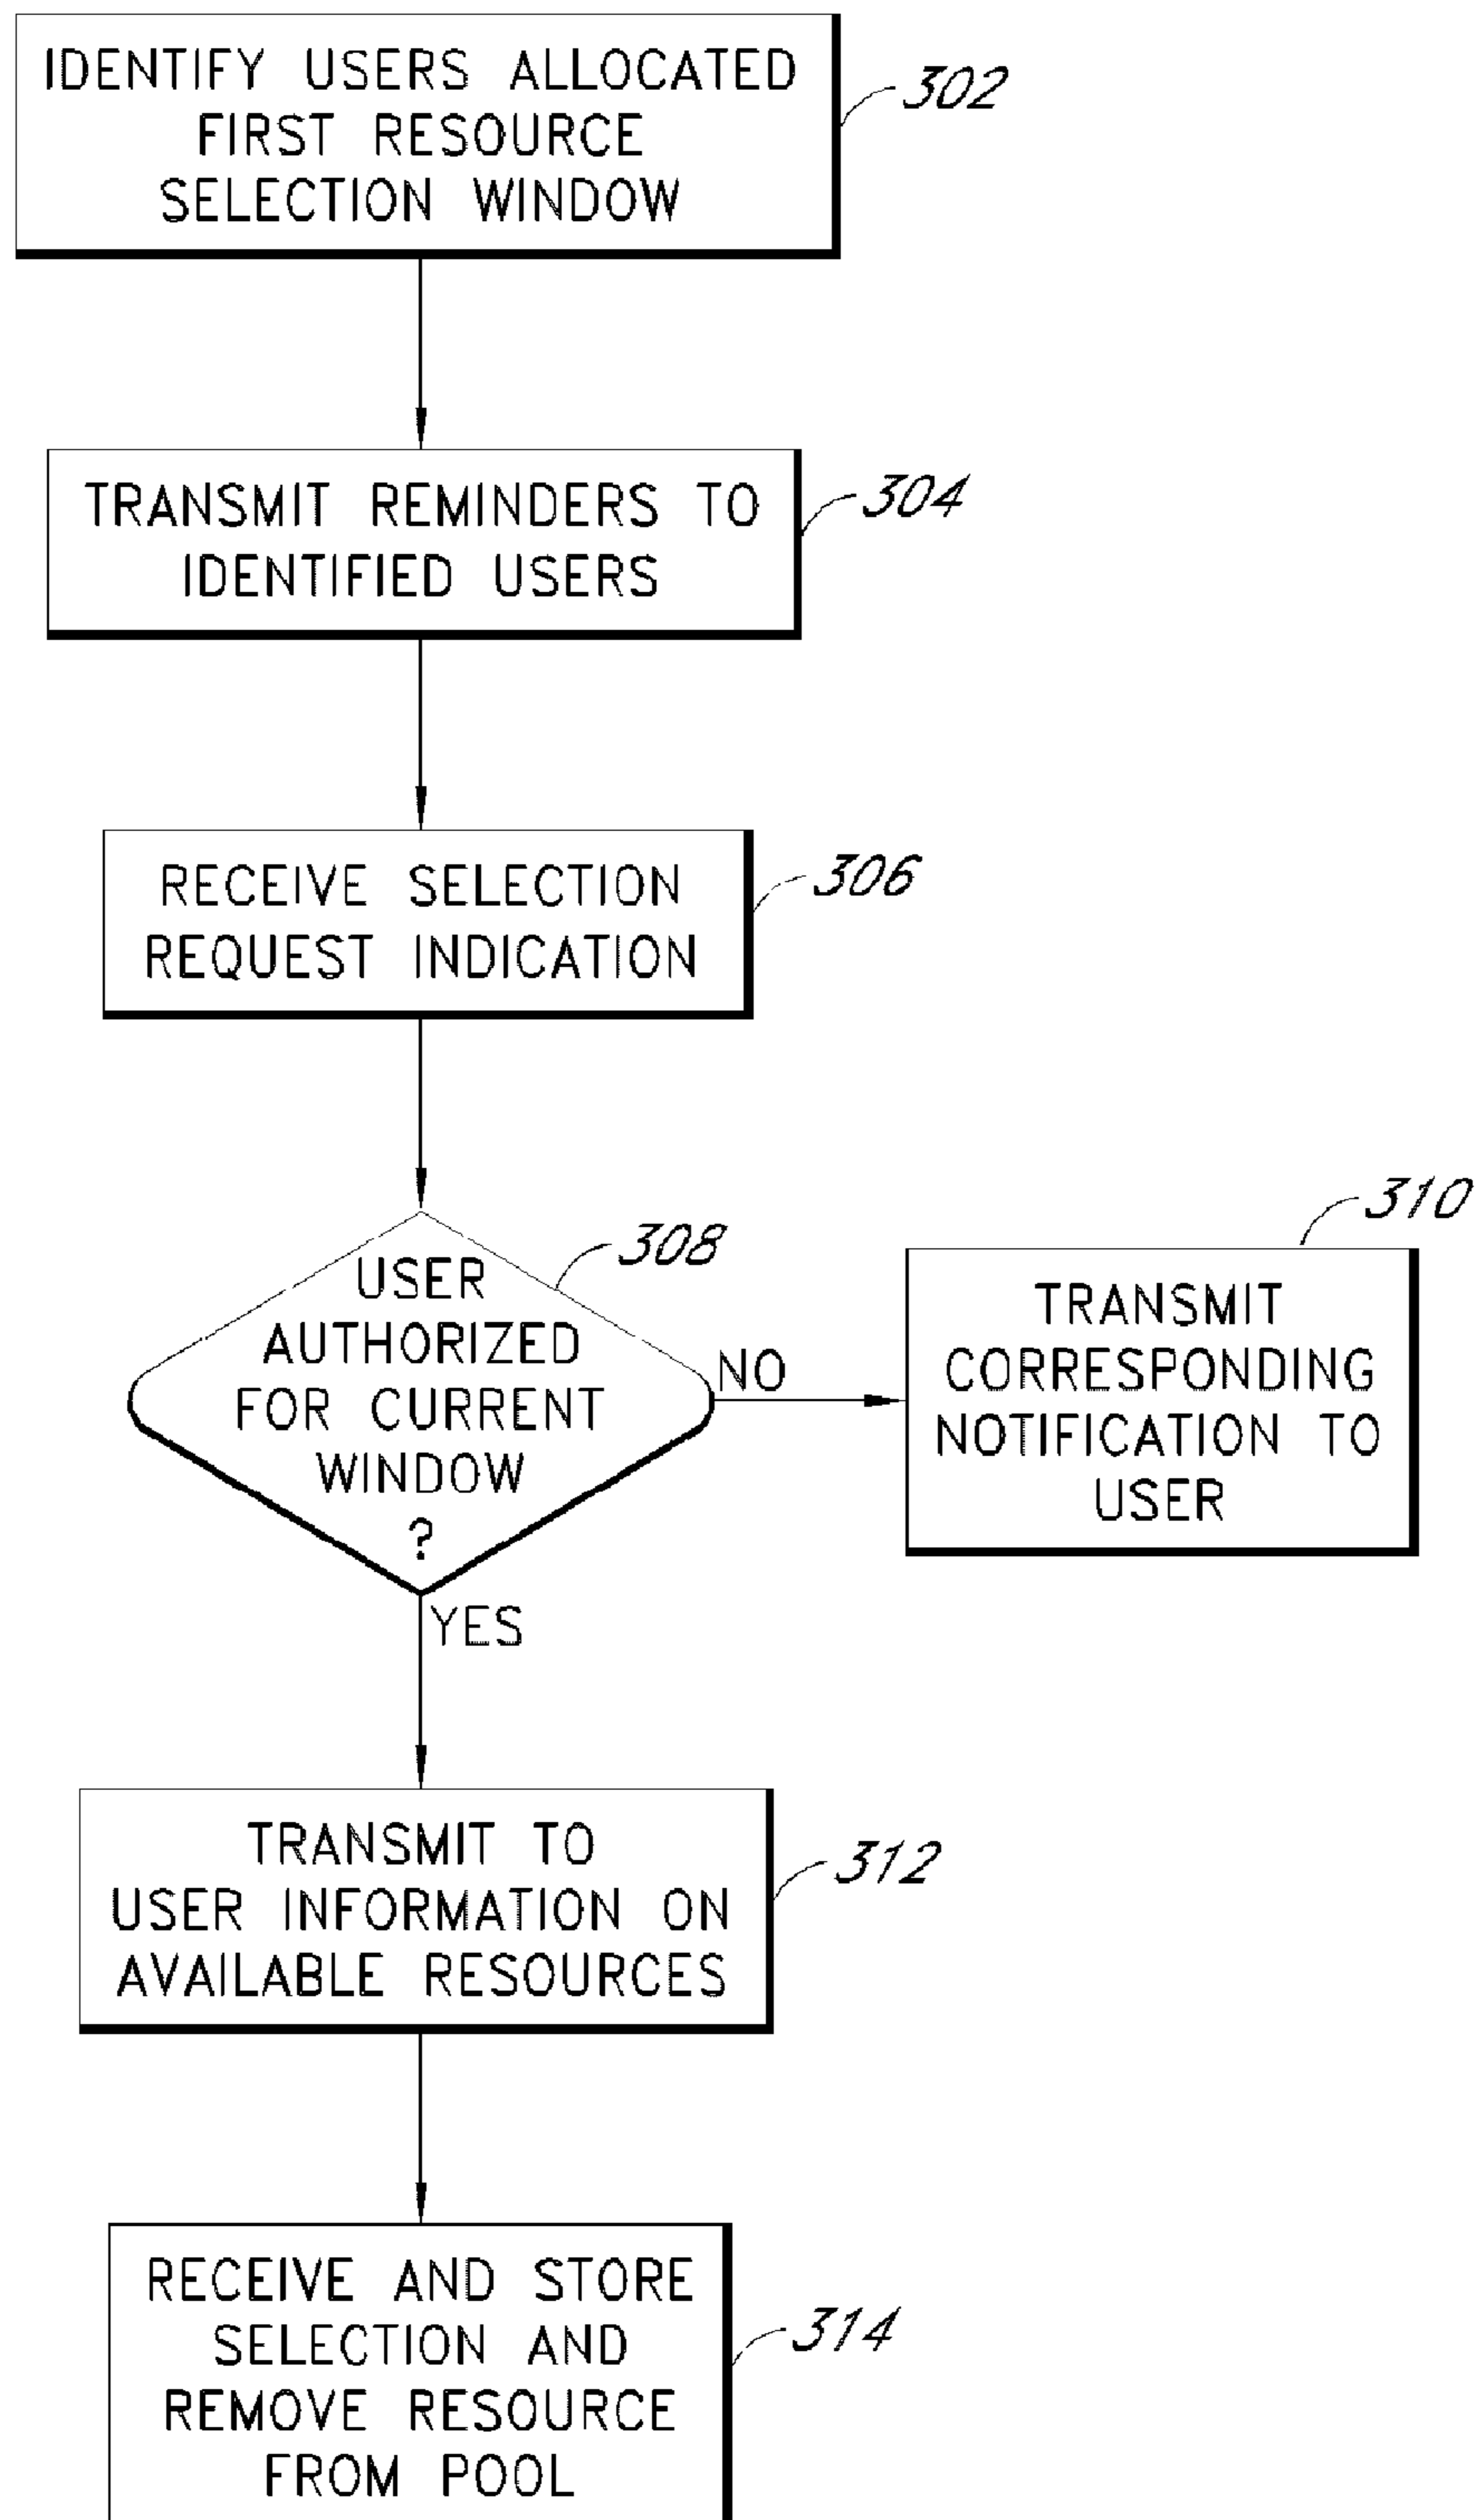 IDENTIFY USERS ALLOCATED
FIRST RESOURCE
SELECTION WINDOW
302
TRANSMIT REMINDERS TO
IDENTIFIED USERS
304
RECEIVE SELECTION
REQUEST INDICATION
306
USER
AUTHORIZED
FOR CURRENT
WINDOW
?
308
NO
310
TRANSMIT
CORRESPONDING
NOTIFICATION TO
USER
YES
TRANSMIT TO
USER INFORMATION ON
AVAILABLE RESOURCES
312
RECEIVE AND STORE
SELECTION AND
REMOVE RESOURCE
FROM POOL
314